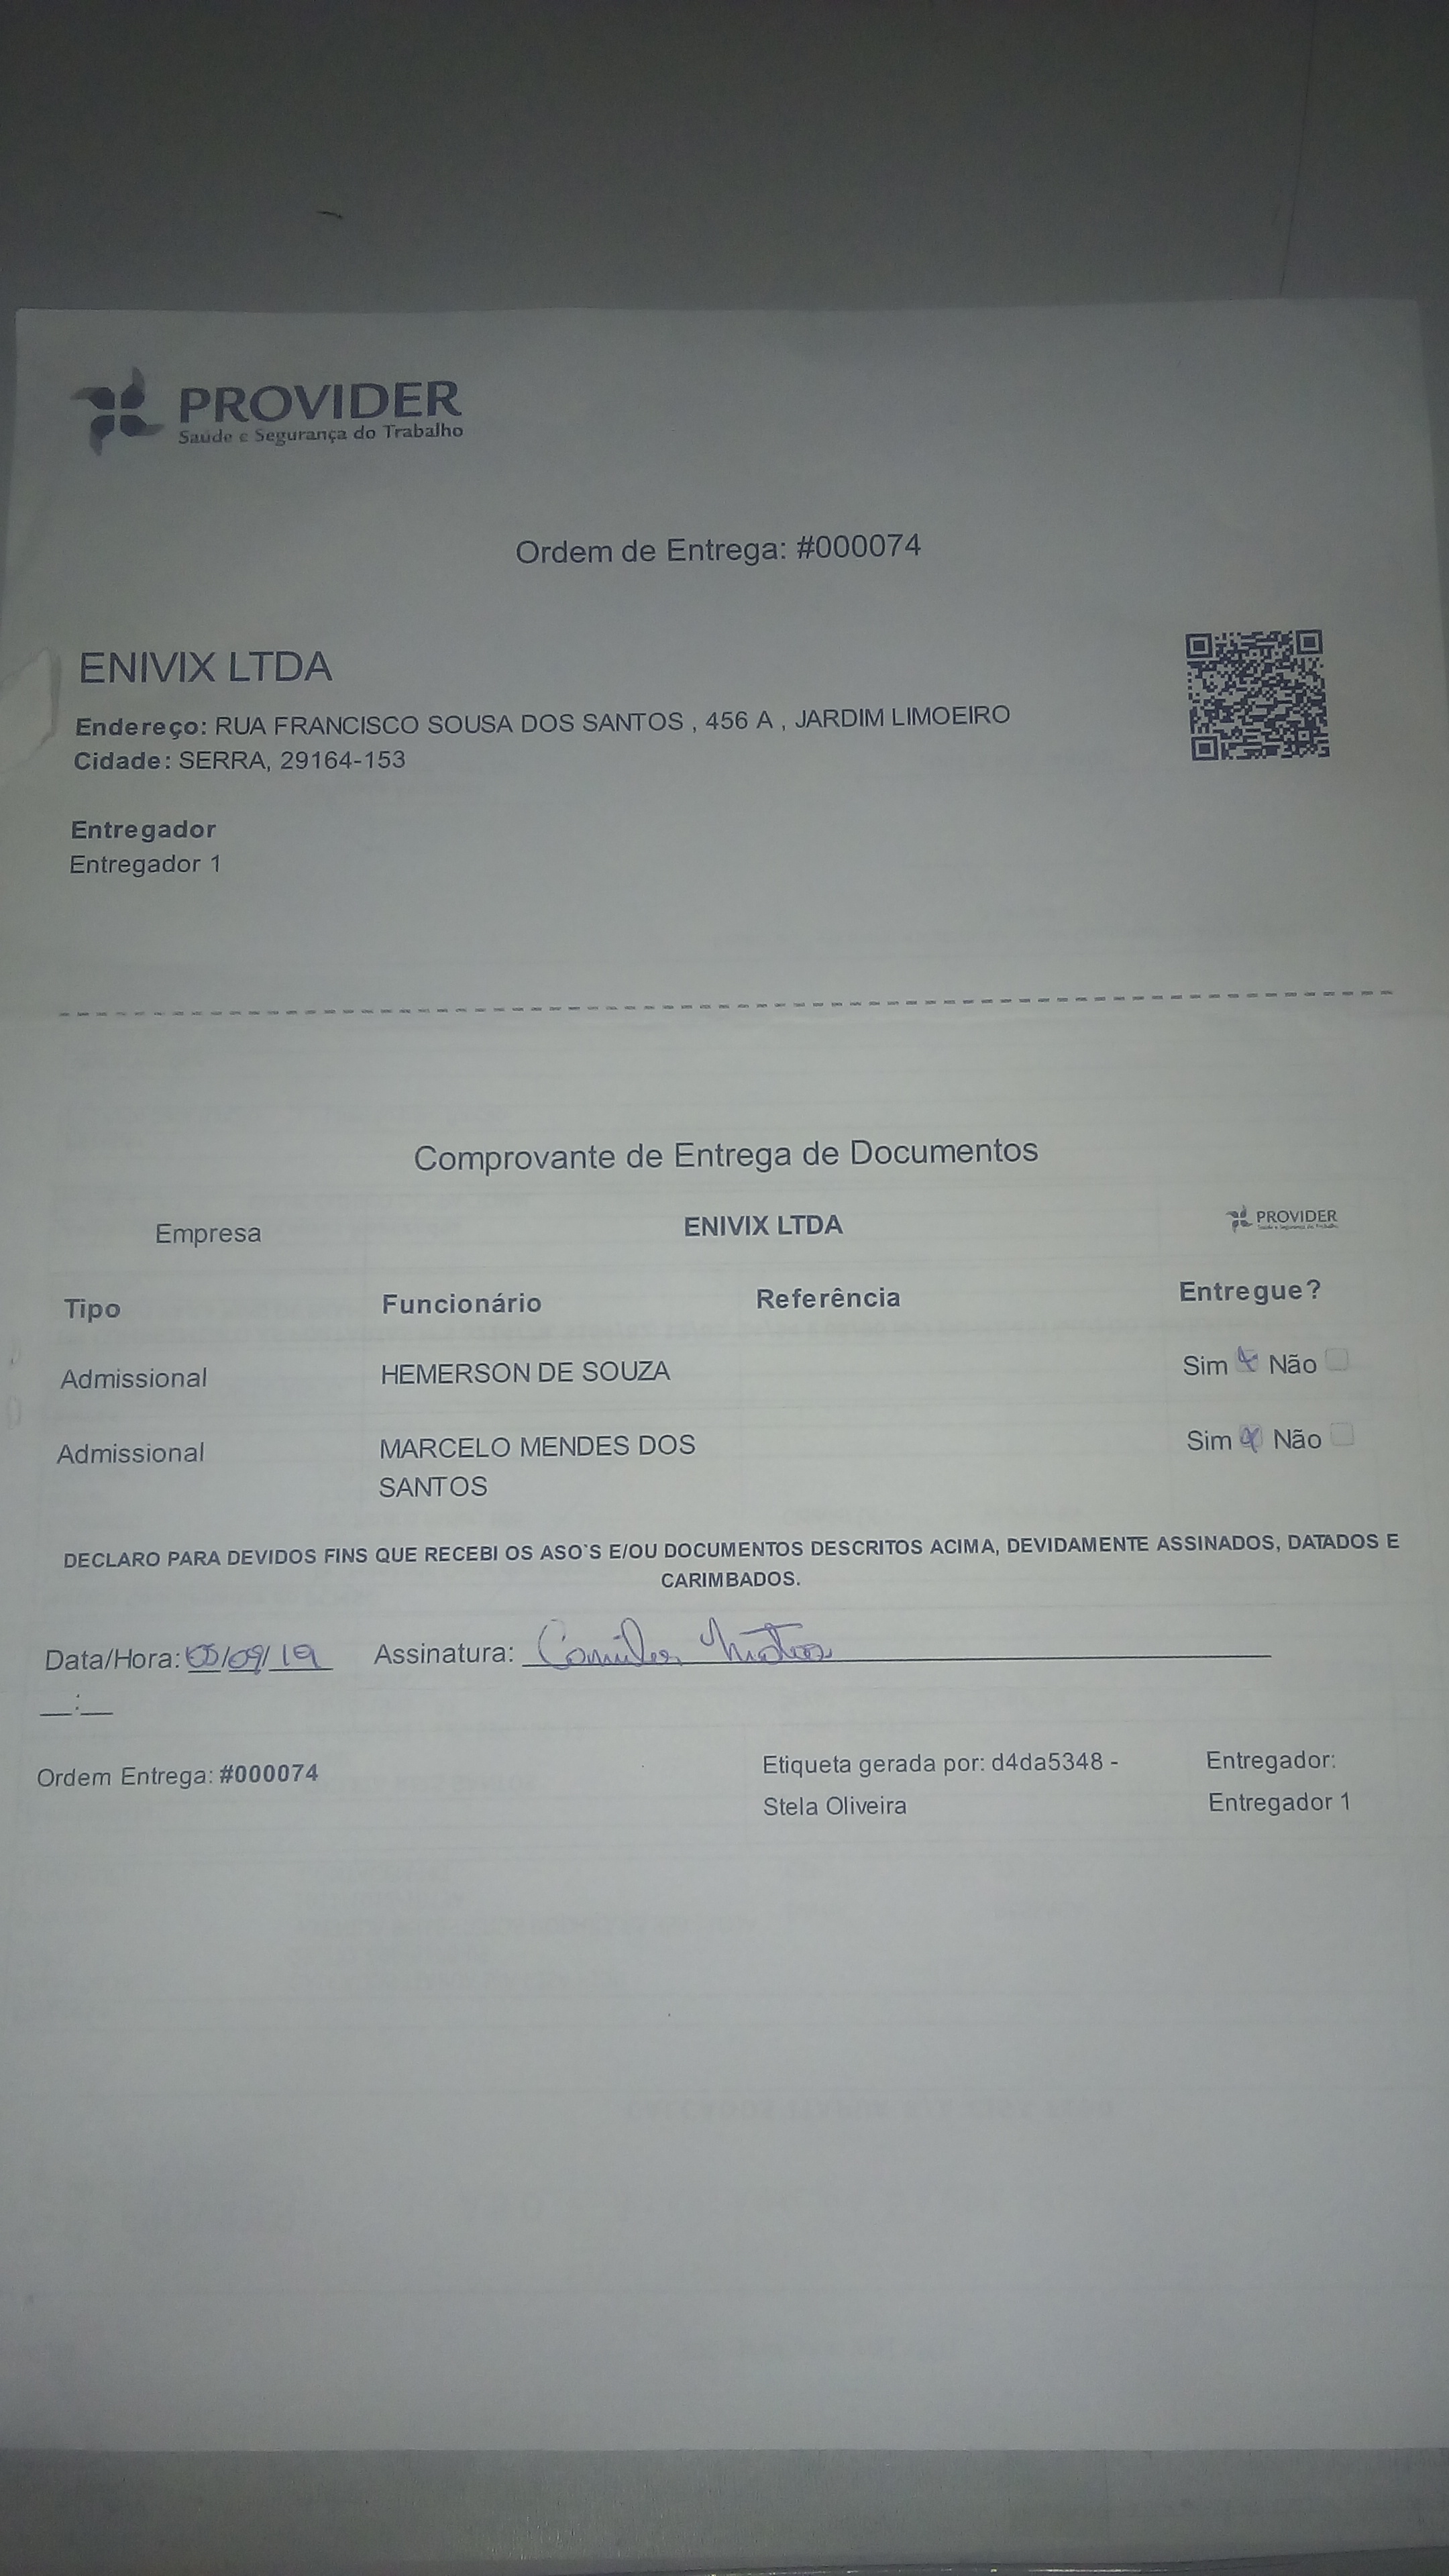 PROVIDER
Saúde e Segurança do Trabalho
Ordem de Entrega: #000074
ENIVIX LTDA
Endereço: RUA FRANCISCO SOUSA DOS SANTOS , 456 A , JARDIM LIMOEIRO
Cidade: SERRA, 29164-153
Entregador
Entregador 1
Comprovante de Entrega de Documentos
Empresa ENIVIX LTDA PROVIDER
Saúde e Segurança do Trabalho
Tipo Funcionário Referência Entregue?
Admissional HEMERSON DE SOUZA Sim Não
Admissional MARCELO MENDES DOS Sim Não
SANTOS
DECLARO PARA DEVIDOS FINS QUE RECEBI OS ASO`S E/OU DOCUMENTOS DESCRITOS ACIMA, DEVIDAMENTE ASSINADOS, DATADOS E
CARIMBADOS.
Data/Hora: /09/19 Assinatura:
__:__
Ordem Entrega: #000074 Etiqueta gerada por: d4da5348 - Entregador:
Stela Oliveira Entregador 1